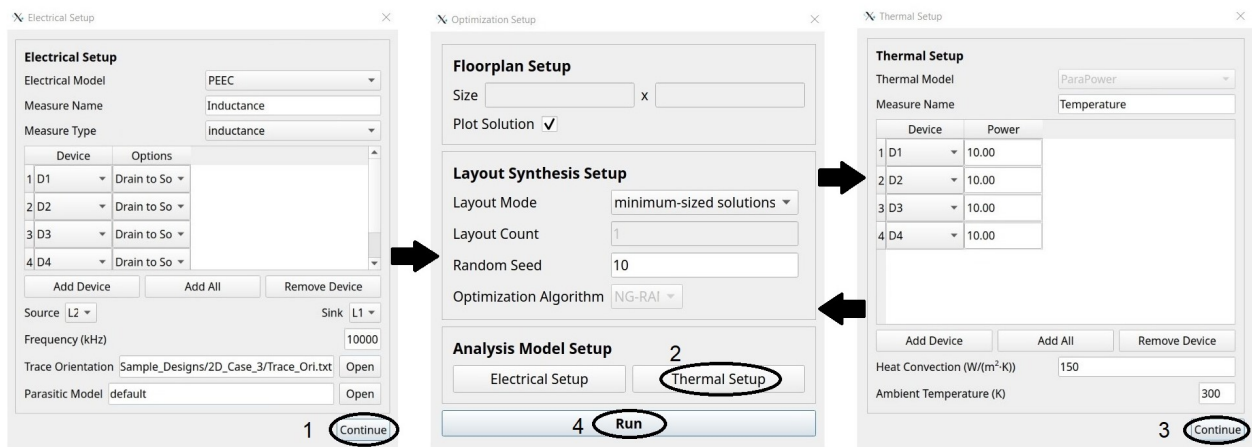 Electrical Setup
Electrical Setup
Electrical Model PEEC
Measure Name Inductance
Measure Type inductance
Device Options
1 D1 Drain to So
2 D2 Drain to So
3 D3 Drain to So
4 D4 Drain to So
Add Device Add All Remove Device
Source L2 Sink L1
Frequency (kHz) 10000
Trace Orientation Sample_Designs/2D_Case_3/Trace_Ori.txt Open
Parasitic Model default Open
1 Continue
Optimization Setup
Floorplan Setup
Size x
Plot Solution
Layout Synthesis Setup
Layout Mode minimum-sized solutions
Layout Count 1
Random Seed 10
Optimization Algorithm NG-RAI
Analysis Model Setup
2
Electrical Setup Thermal Setup
4 Run
Thermal Setup
Thermal Setup
Thermal Model ParaPower
Measure Name Temperature
Device Power
1 D1 10.00
2 D2 10.00
3 D3 10.00
4 D4 10.00
Add Device Add All Remove Device
Heat Convection (W/(m²·K)) 150
Ambient Temperature (K) 300
3 Continue